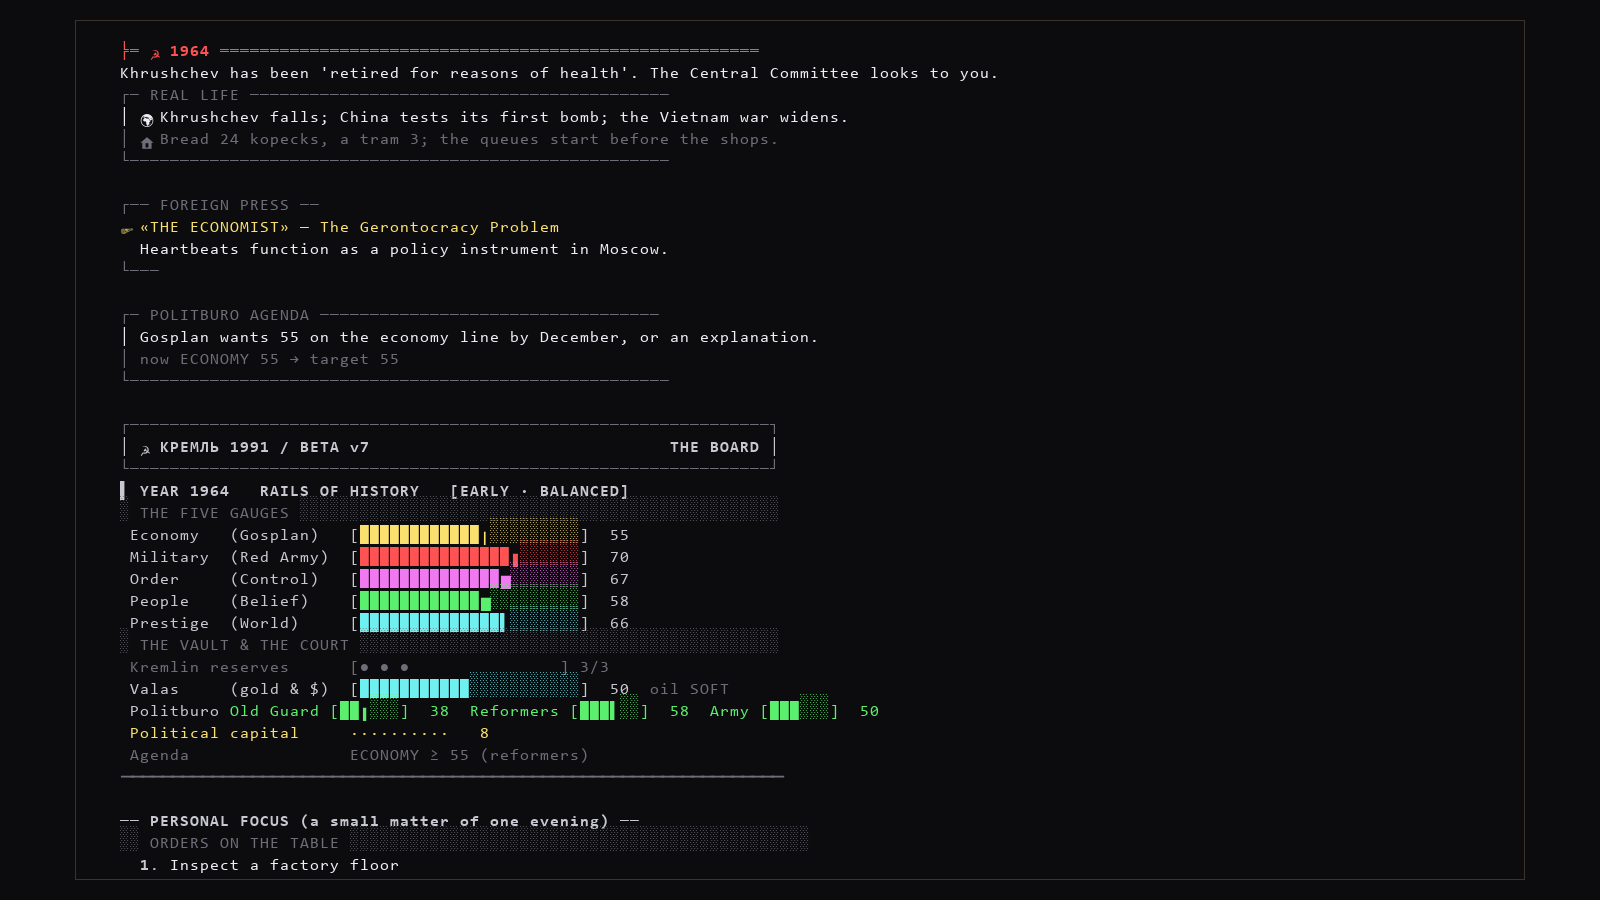 ☭ 1964
Khrushchev has been 'retired for reasons of health'. The Central Committee looks to you.
REAL LIFE
Khrushchev falls; China tests its first bomb; the Vietnam war widens.
Bread 24 kopecks, a tram 3; the queues start before the shops.
FOREIGN PRESS
«THE ECONOMIST» — The Gerontocracy Problem
Heartbeats function as a policy instrument in Moscow.
POLITBURO AGENDA
Gosplan wants 55 on the economy line by December, or an explanation.
now ECONOMY 55 → target 55
☭ КРЕМЛЬ 1991 / BETA v7 THE BOARD
YEAR 1964 RAILS OF HISTORY [EARLY · BALANCED]
THE FIVE GAUGES
Economy (Gosplan) [ ] 55
Military (Red Army) [ ] 70
Order (Control) [ ] 67
People (Belief) [ ] 58
Prestige (World) [ ] 66
THE VAULT & THE COURT
Kremlin reserves [● ● ● ] 3/3
Valas (gold & $) [ ] 50 oil SOFT
Politburo Old Guard [ ] 38 Reformers [ ] 58 Army [ ] 50
Political capital ·········· 8
Agenda ECONOMY ≥ 55 (reformers)
—— PERSONAL FOCUS (a small matter of one evening) ——
ORDERS ON THE TABLE
1. Inspect a factory floor